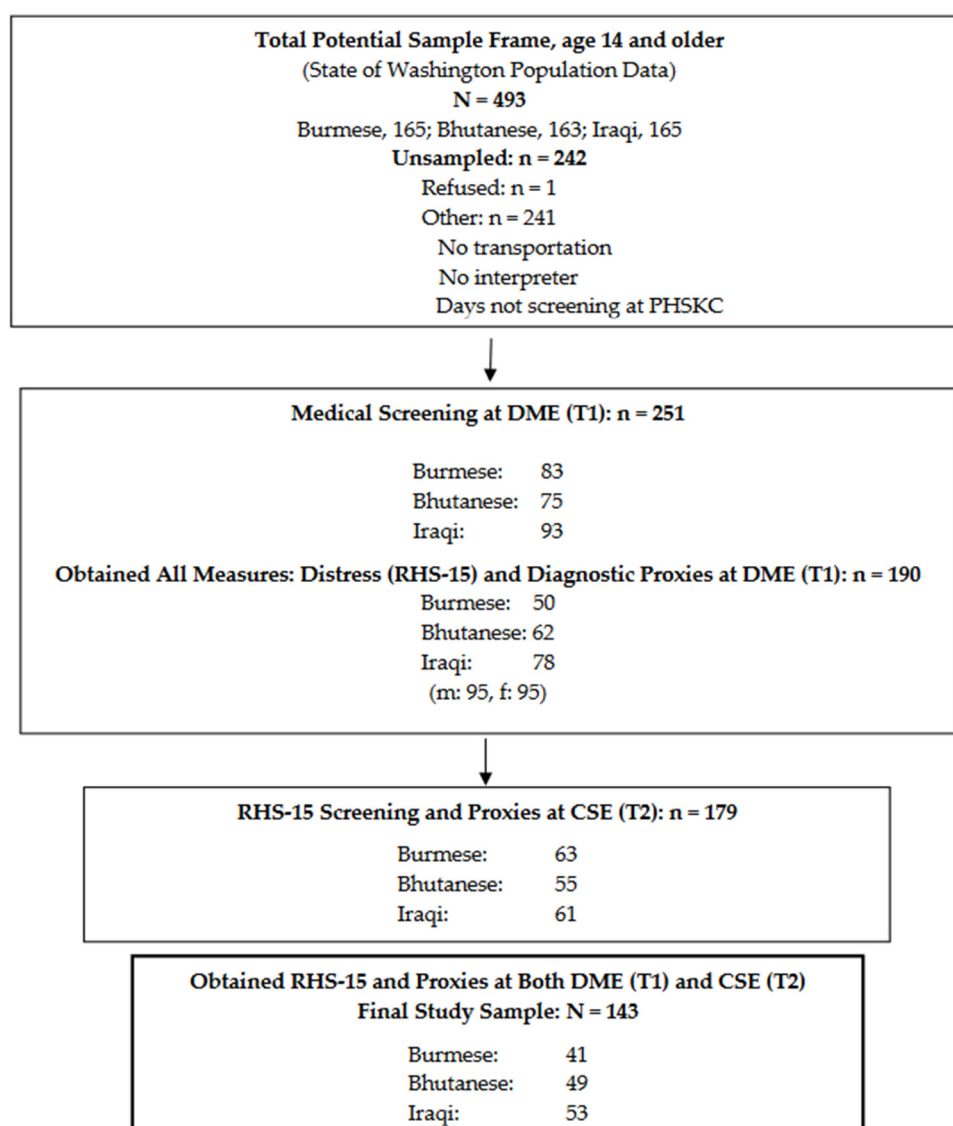 Total Potential Sample Frame, age 14 and older
(State of Washington Population Data)
N = 493
Burmese, 165; Bhutanese, 163; Iraqi, 165
Unsampled: n = 242
Refused: n = 1
Other: n = 241
No transportation
No interpreter
Days not screening at PHSKC
Medical Screening at DME (T1): n = 251
Burmese: 83
Bhutanese: 75
Iraqi: 93
Obtained All Measures: Distress (RHS-15) and Diagnostic Proxies at DME (T1): n = 190
Burmese: 50
Bhutanese: 62
Iraqi: 78
(m: 95, f: 95)
RHS-15 Screening and Proxies at CSE (T2): n = 179
Burmese: 63
Bhutanese: 55
Iraqi: 61
Obtained RHS-15 and Proxies at Both DME (T1) and CSE (T2)
Final Study Sample: N = 143
Burmese: 41
Bhutanese: 49
Iraqi: 53